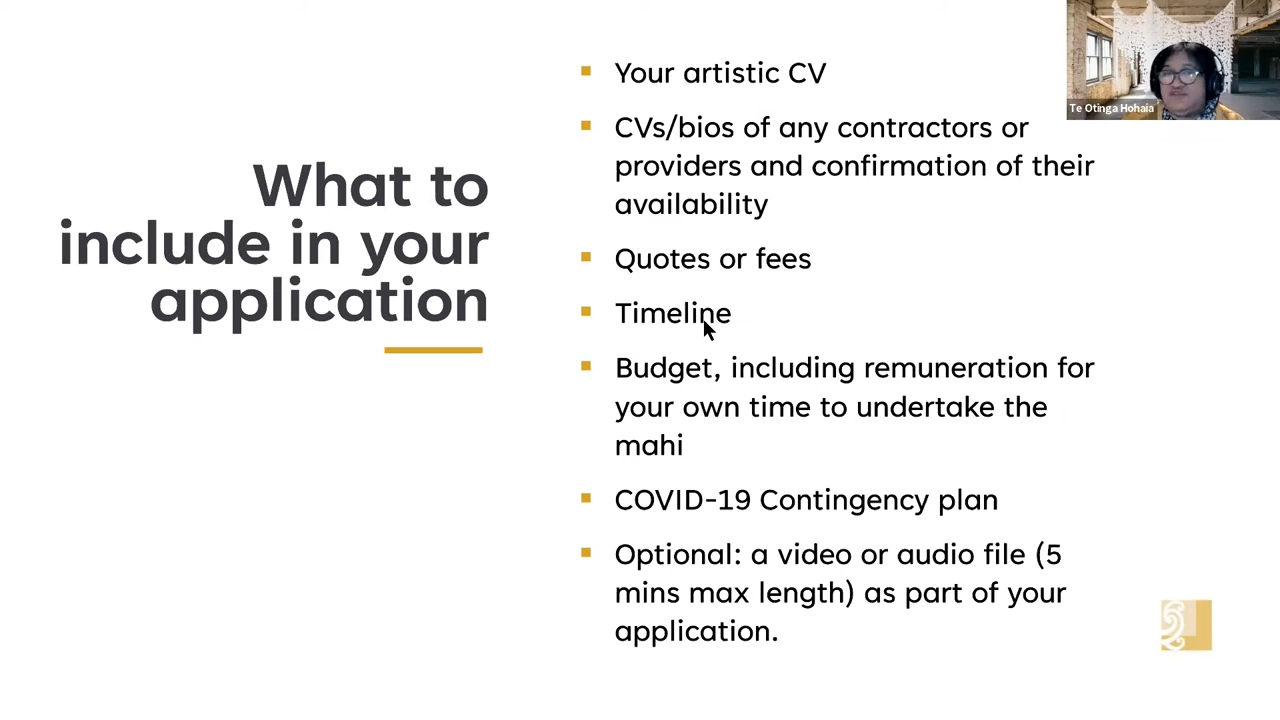 What to
include in your
application
Your artistic CV
CVs/bios of any contractors or
providers and confirmation of their
availability
Quotes or fees
Timeline
Budget, including remuneration for
your own time to undertake the
mahi
COVID-19 Contingency plan
Optional: a video or audio file (5
mins max length) as part of your
application.
Te Otinga Hohaia